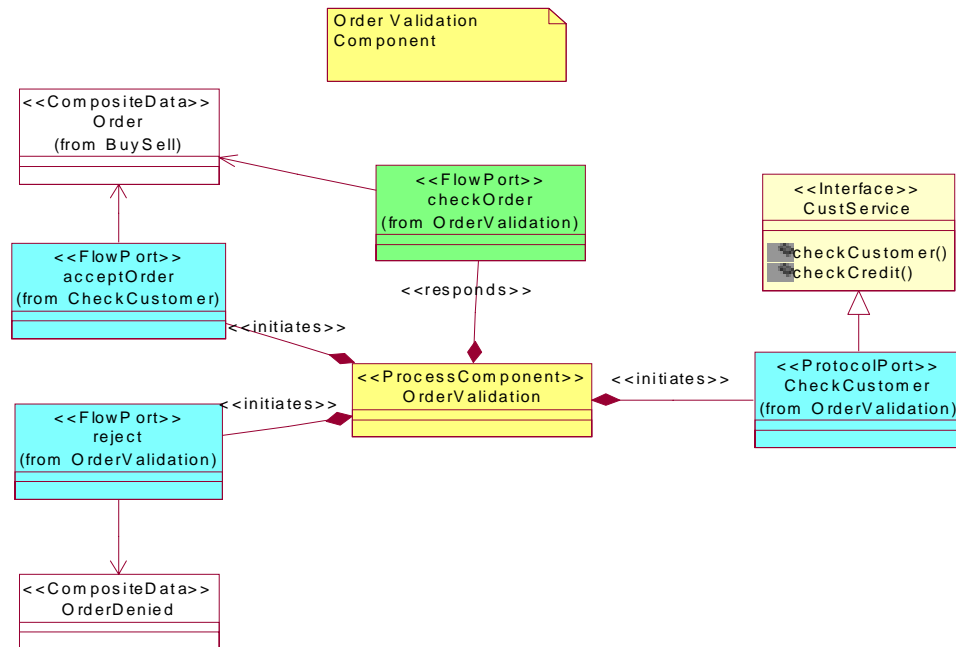 Order Validation
Component
<<CompositeData>>
Order
(from BuySell)
<<FlowPort>>
checkOrder
(from OrderValidation)
<<Interface>>
CustService
checkCustomer()
checkCredit()
<<FlowPort>>
acceptOrder
(from CheckCustomer)
<<responds>>
<<initiates>>
<<ProcessComponent>>
OrderValidation
<<initiates>>
<<ProtocolPort>>
CheckCustomer
(from OrderValidation)
<<initiates>>
<<FlowPort>>
reject
(from OrderValidation)
<<CompositeData>>
OrderDenied